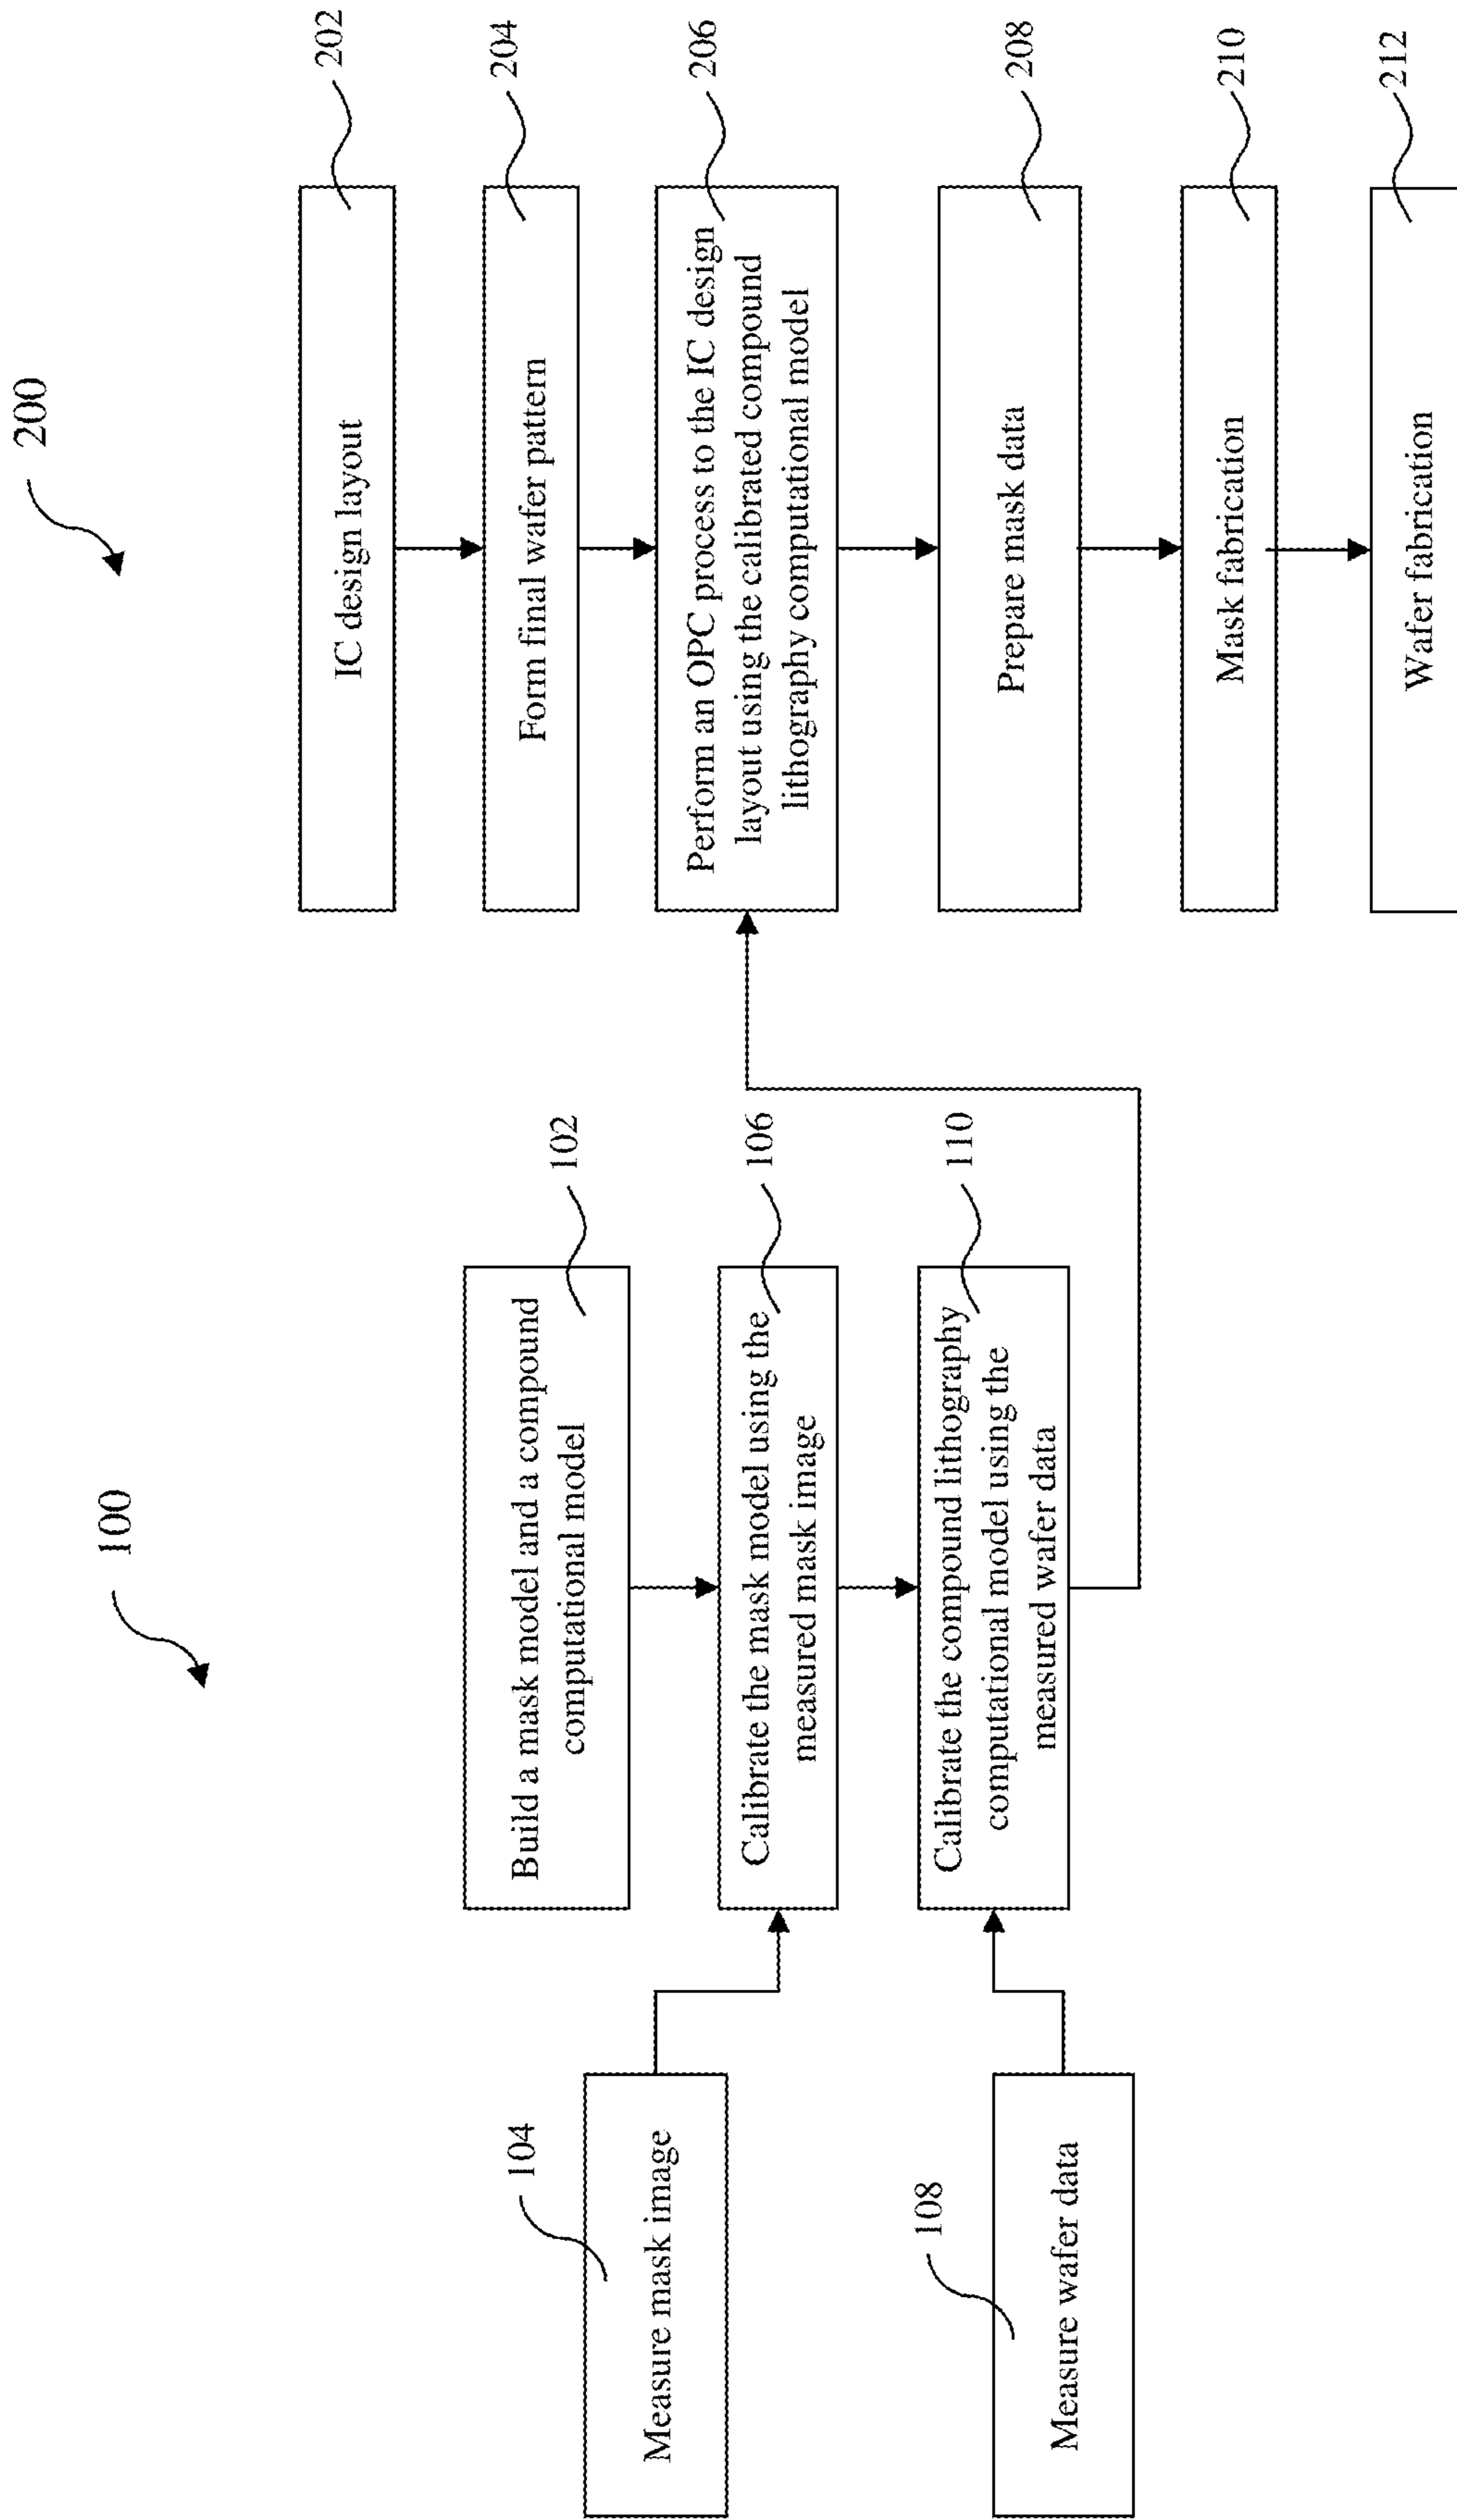 100
Build a mask model and a compound
computational model
102
Measure mask image
104
Calibrate the mask model using the
measured mask image
106
Measure wafer data
108
Calibrate the compound lithography
computational model using the
measured wafer data
110
200
IC design layout
202
Form final wafer pattern
204
Perform an OPC process to the IC design
layout using the calibrated compound
lithography computational model
206
Prepare mask data
208
Mask fabrication
210
Wafer fabrication
212